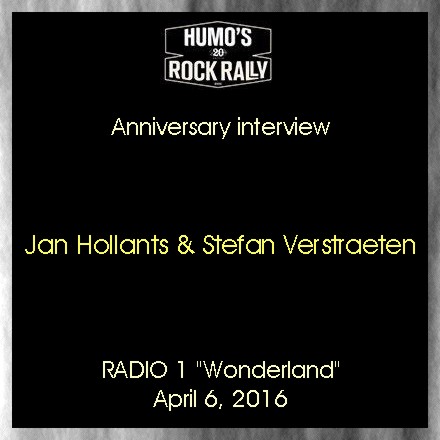 HUMO'S
20
ROCK RALLY
Anniversary interview
Jan Hollants & Stefan Verstraeten
RADIO 1 "Wonderland"
April 6, 2016